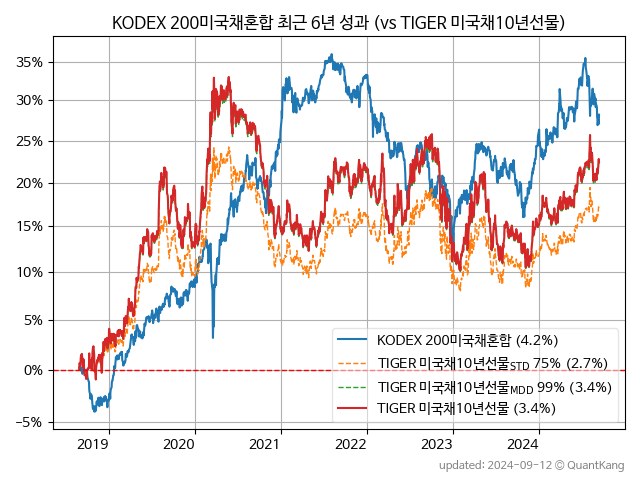 KODEX 200미국채혼합 최근 6년 성과 (vs TIGER 미국채10년선물)
35%
30%
25%
20%
15%
10%
5%
0%
−5%
KODEX 200미국채혼합 (4.2%)
TIGER 미국채10년선물STD 75% (2.7%)
TIGER 미국채10년선물MDD 99% (3.4%)
TIGER 미국채10년선물 (3.4%)
2019 2020 2021 2022 2023 2024
updated: 2024-09-12 © QuantKang